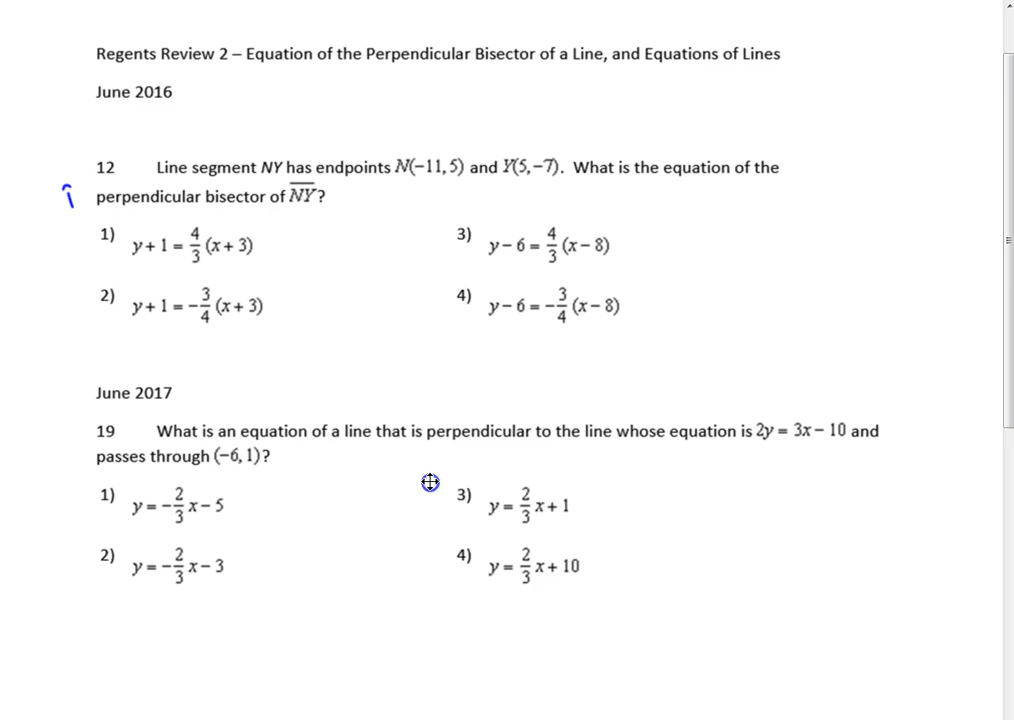 Regents Review 2 – Equation of the Perpendicular Bisector of a Line, and Equations of Lines
June 2016
12 Line segment NY has endpoints N(−11, 5) and Y(5, −7). What is the equation of the
perpendicular bisector of N̅Y̅?
1) y + 1 = 4/3 (x + 3)
3) y − 6 = 4/3 (x − 8)
2) y + 1 = −3/4 (x + 3)
4) y − 6 = −3/4 (x − 8)
June 2017
19 What is an equation of a line that is perpendicular to the line whose equation is 2y = 3x − 10 and
passes through (−6, 1)?
1) y = −2/3 x − 5
3) y = 2/3 x + 1
2) y = −2/3 x − 3
4) y = 2/3 x + 10